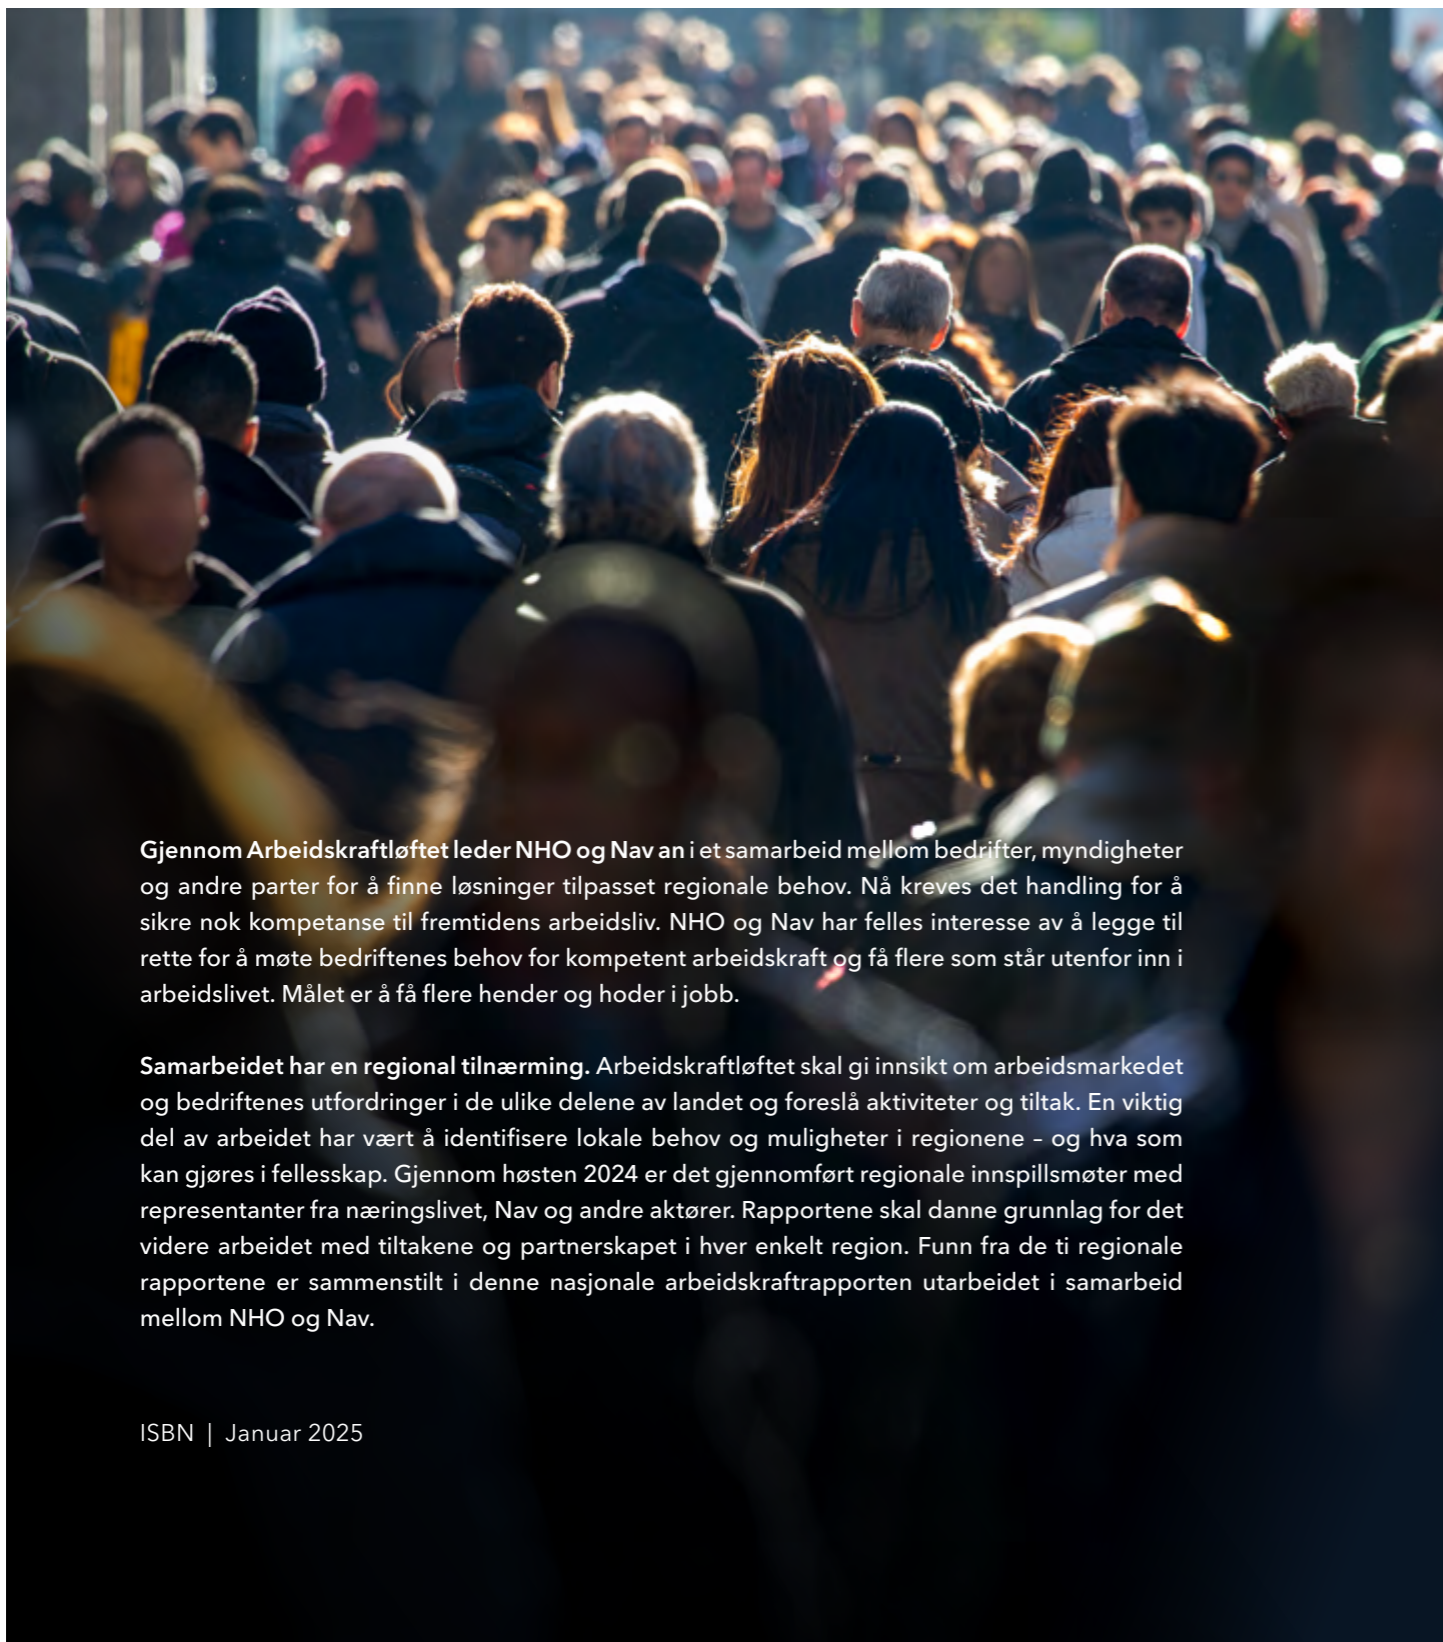 Gjennom Arbeidskraftløftet leder NHO og Nav an i et samarbeid mellom bedrifter, myndigheter
og andre parter for å finne løsninger tilpasset regionale behov. Nå kreves det handling for å
sikre nok kompetanse til fremtidens arbeidsliv. NHO og Nav har felles interesse av å legge til
rette for å møte bedriftenes behov for kompetent arbeidskraft og få flere som står utenfor inn i
arbeidslivet. Målet er å få flere hender og hoder i jobb.
Samarbeidet har en regional tilnærming. Arbeidskraftløftet skal gi innsikt om arbeidsmarkedet
og bedriftenes utfordringer i de ulike delene av landet og foreslå aktiviteter og tiltak. En viktig
del av arbeidet har vært å identifisere lokale behov og muligheter i regionene – og hva som
kan gjøres i fellesskap. Gjennom høsten 2024 er det gjennomført regionale innspillsmøter med
representanter fra næringslivet, Nav og andre aktører. Rapportene skal danne grunnlag for det
videre arbeidet med tiltakene og partnerskapet i hver enkelt region. Funn fra de ti regionale
rapportene er sammenstilt i denne nasjonale arbeidskraftrapporten utarbeidet i samarbeid
mellom NHO og Nav.
ISBN | Januar 2025